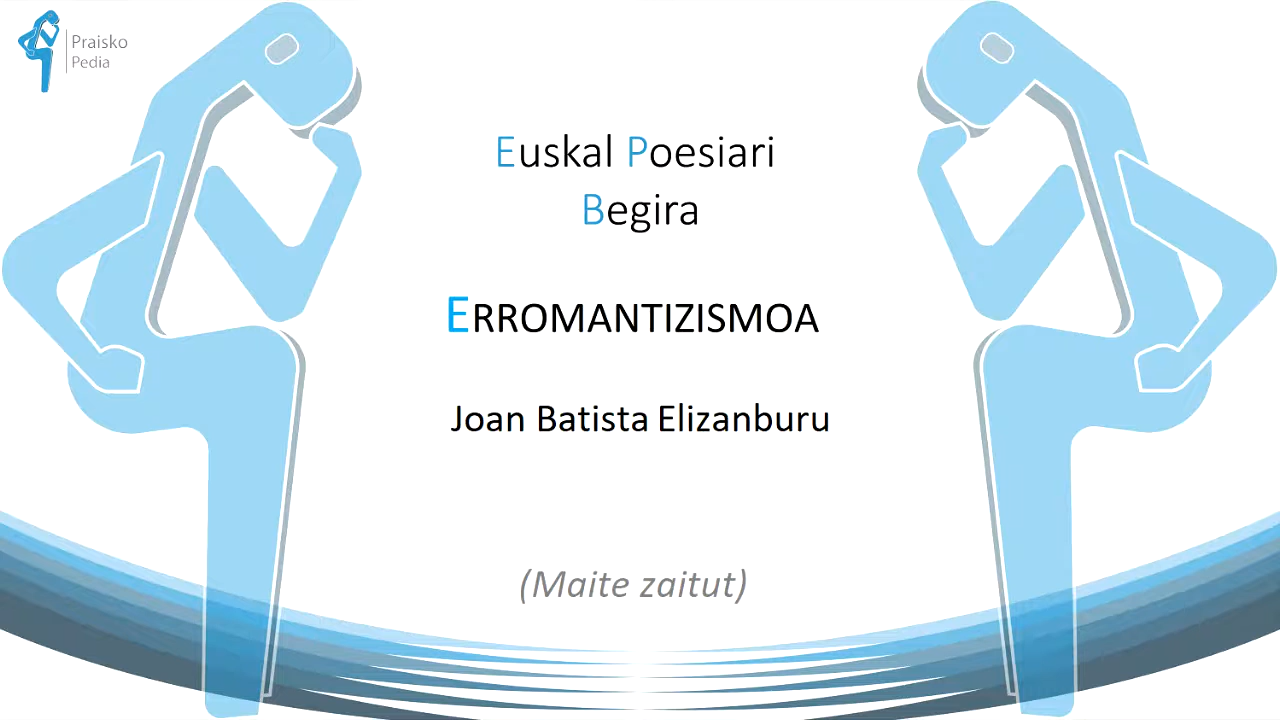 Praisko
Pedia
Euskal Poesiari
Begira
ERROMANTIZISMOA
Joan Batista Elizanburu
(Maite zaitut)